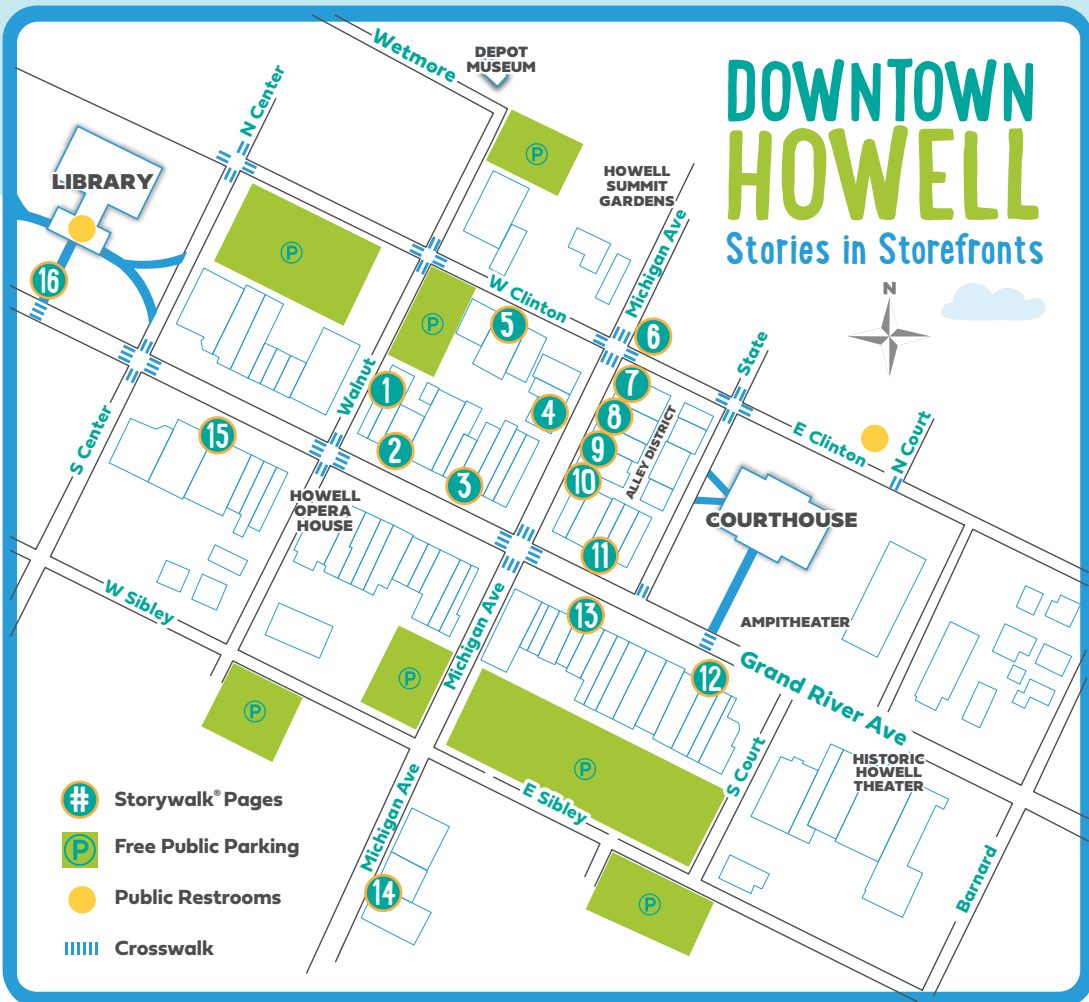 DOWNTOWN
HOWELL
Stories in Storefronts
N
Wetmore
DEPOT
MUSEUM
N Center
LIBRARY
HOWELL
SUMMIT
GARDENS
Michigan Ave
P
P
P
16
W Clinton
5
6
State
Walnut
1
7
4
8
2
9
3
10
ALLEY DISTRICT
E Clinton
N Court
S Center
15
HOWELL
OPERA
HOUSE
COURTHOUSE
11
13
W Sibley
Michigan Ave
AMPITHEATER
12
Grand River Ave
P
P
P
S Court
HISTORIC
HOWELL
THEATER
E Sibley
Michigan Ave
14
P
Barnard
# Storywalk® Pages
P Free Public Parking
Public Restrooms
Crosswalk